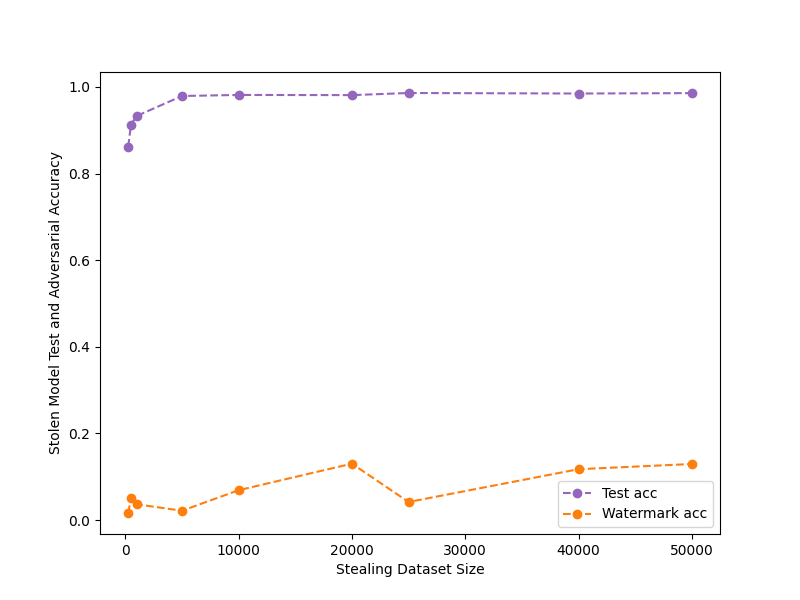 1.0
0.8
0.6
0.4
0.2
0.0
Stolen Model Test and Adversarial Accuracy
Test acc
Watermark acc
0 10000 20000 30000 40000 50000
Stealing Dataset Size